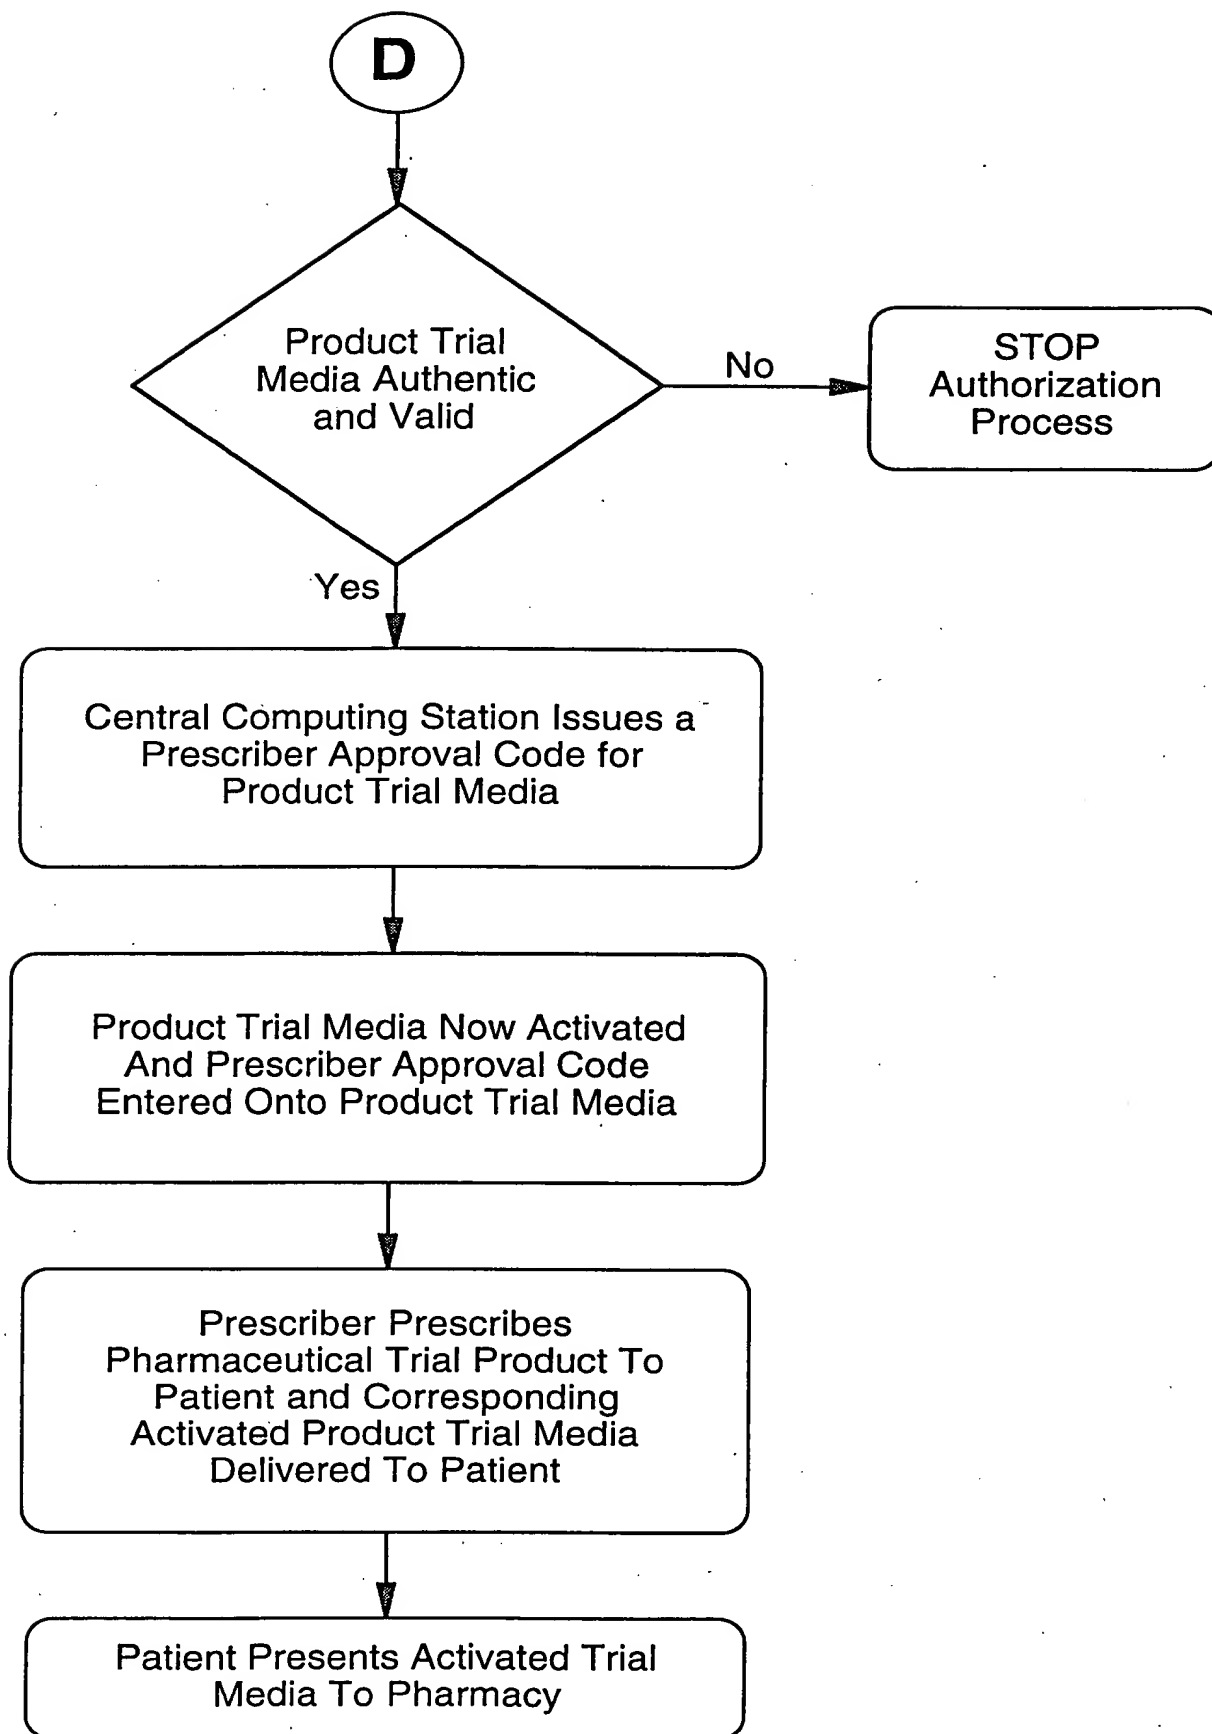 D
Product Trial
Media Authentic
and Valid
No
STOP
Authorization
Process
Yes
Central Computing Station Issues a
Prescriber Approval Code for
Product Trial Media
Product Trial Media Now Activated
And Prescriber Approval Code
Entered Onto Product Trial Media
Prescriber Prescribes
Pharmaceutical Trial Product To
Patient and Corresponding
Activated Product Trial Media
Delivered To Patient
Patient Presents Activated Trial
Media To Pharmacy